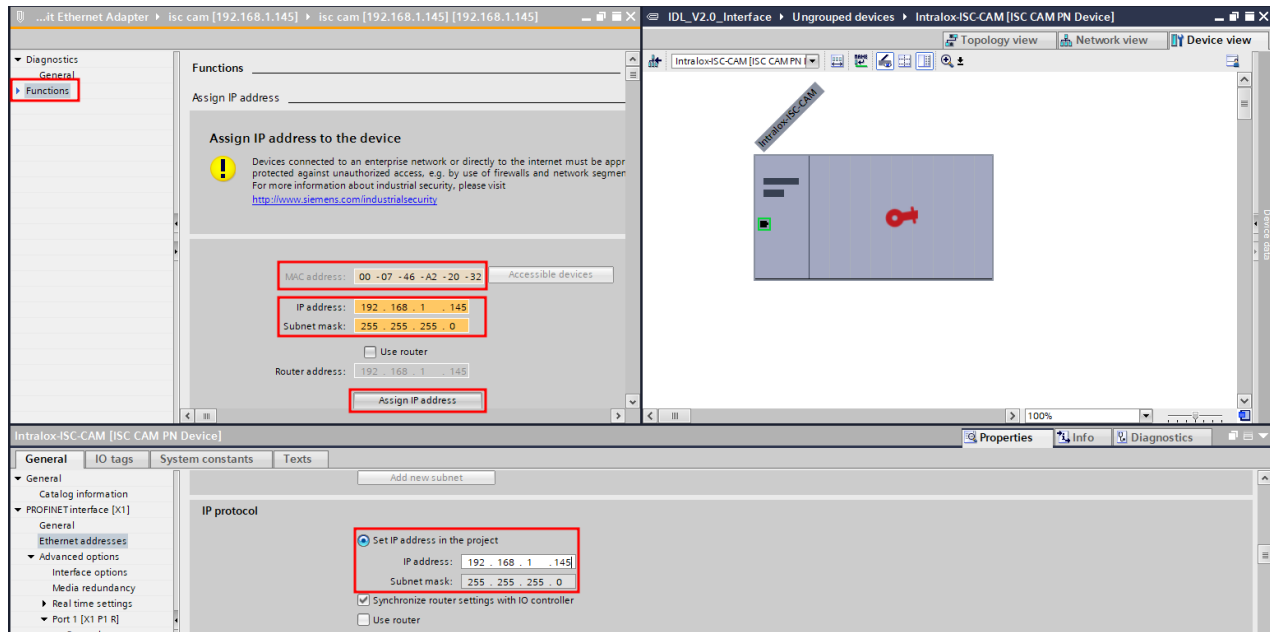 ...it Ethernet Adapter ▸ isc cam [192.168.1.145] ▸ isc cam [192.168.1.145] [192.168.1.145]
Diagnostics
General
Functions
Functions
Assign IP address
Assign IP address to the device
Devices connected to an enterprise network or directly to the internet must be appr
protected against unauthorized access, e.g. by use of firewalls and network segmen
For more information about industrial security, please visit
http://www.siemens.com/industrialsecurity
MAC address: 00 -07 -46 -A2 -20 -32 Accessible devices
IP address: 192 . 168 . 1 . 145
Subnet mask: 255 . 255 . 255 . 0
Use router
Router address: 192 . 168 . 1 . 145
Assign IP address
IDL_V2.0_Interface ▸ Ungrouped devices ▸ Intralox-ISC-CAM [ISC CAM PN Device]
Topology view Network view Device view
Intralox-ISC-CAM [ISC CAM PN
Intralox-ISC-CAM
Device data
100%
Intralox-ISC-CAM [ISC CAM PN Device]
Properties Info Diagnostics
General IO tags System constants Texts
General
Catalog information
PROFINET interface [X1]
General
Ethernet addresses
Advanced options
Interface options
Media redundancy
Real time settings
Port 1 [X1 P1 R]
Add new subnet
IP protocol
Set IP address in the project
IP address: 192 . 168 . 1 . 145
Subnet mask: 255 . 255 . 255 . 0
Synchronize router settings with IO controller
Use router